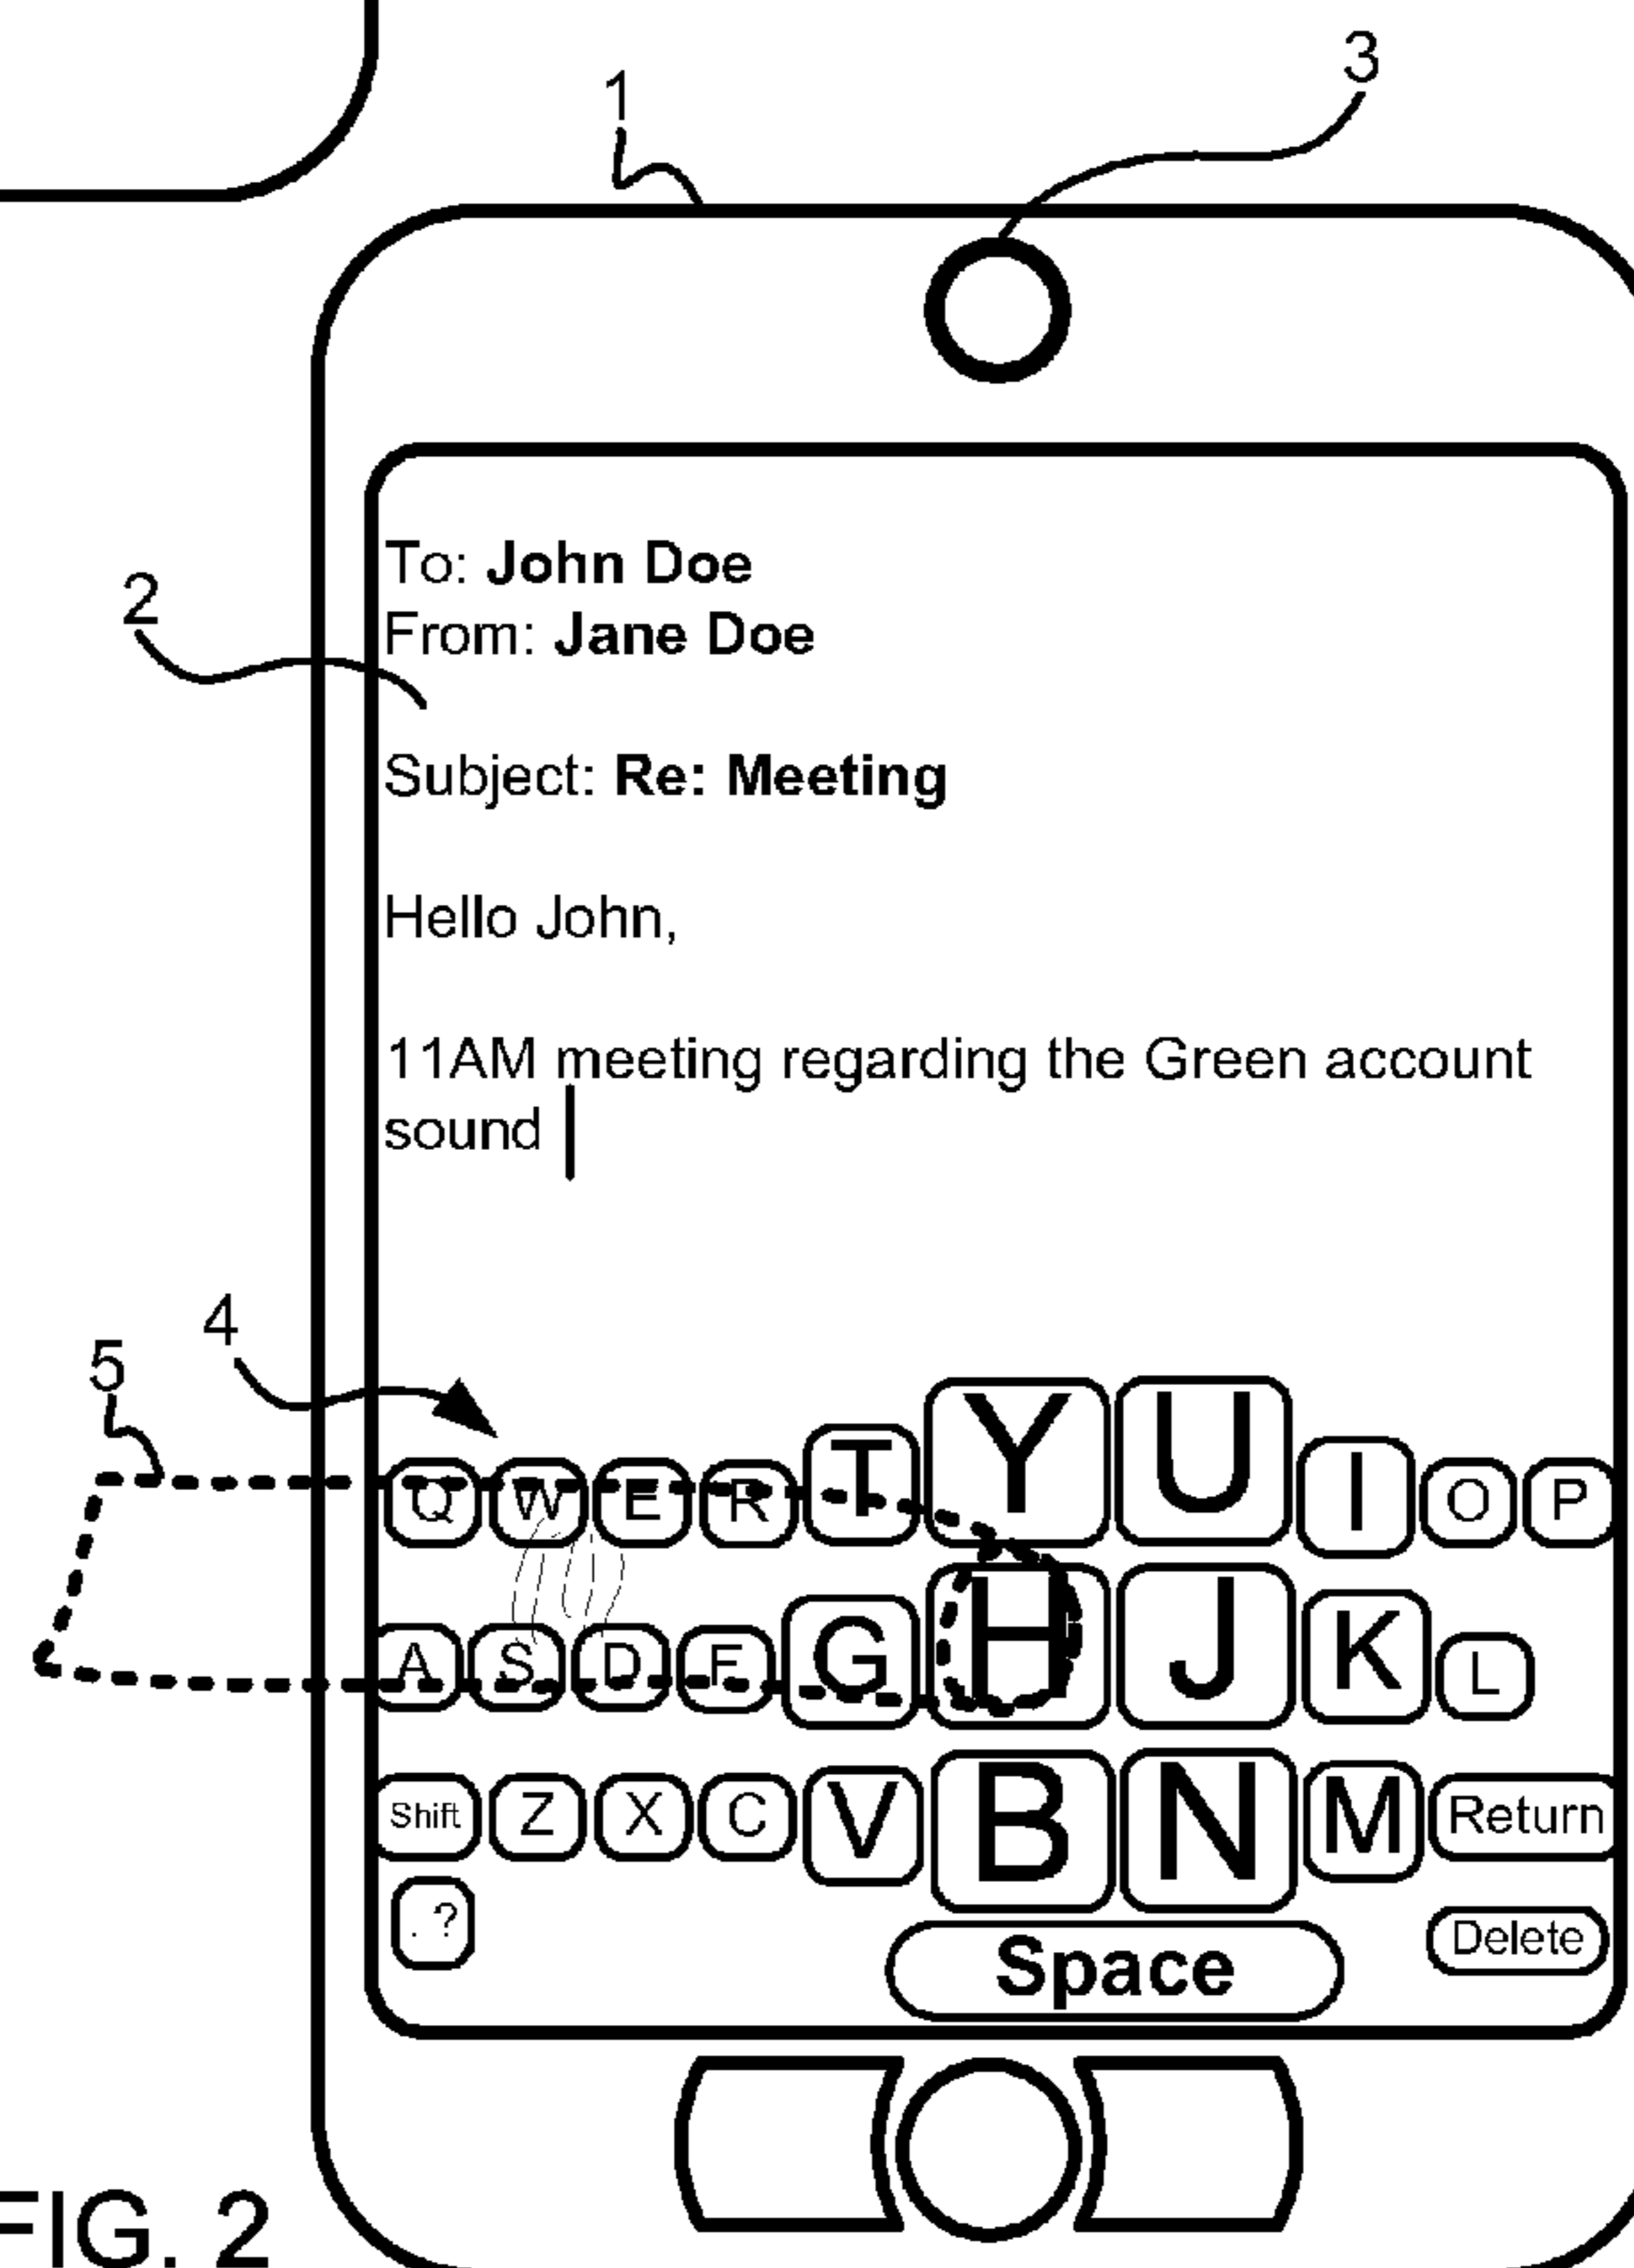 1
3
To: John Doe
2
From: Jane Doe
Subject: Re: Meeting
Hello John,
11AM meeting regarding the Green account
sound
4
5
Q W E R T Y U I O P
A S D F G H J K L
Shift Z X C V B N M Return
. ?
Space
Delete
FIG. 2